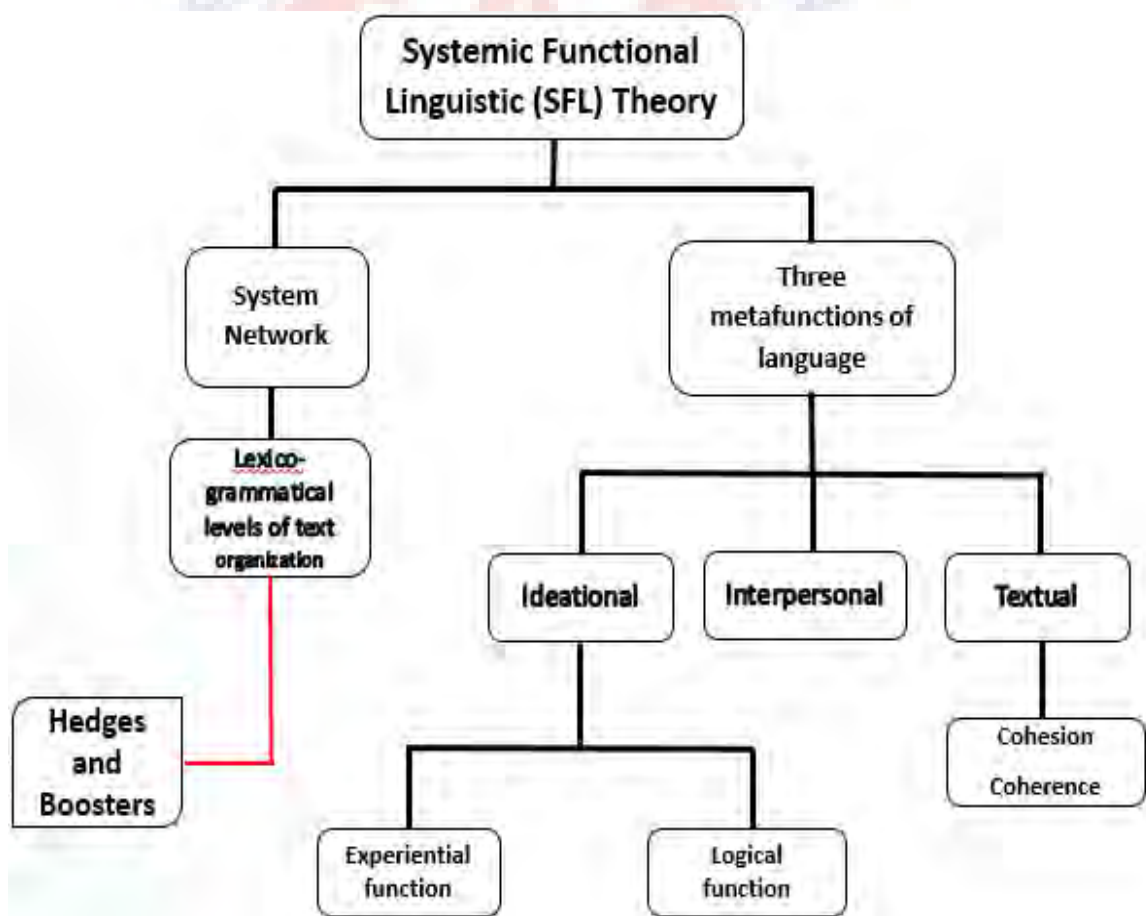 Systemic Functional
Linguistic (SFL) Theory
System
Network
Three
metafunctions of
language
Lexico-
grammatical
levels of text
organization
Ideational
Interpersonal
Textual
Hedges
and
Boosters
Cohesion
Coherence
Experiential
function
Logical
function